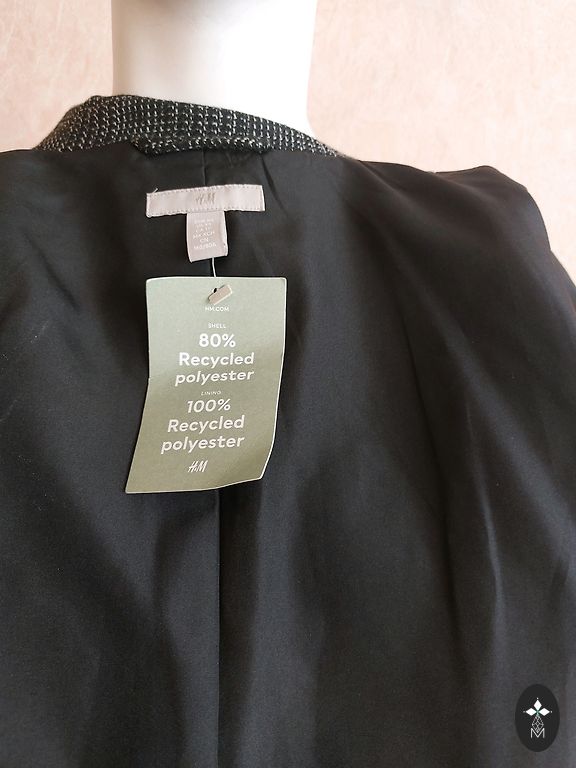 H&M
HM.COM
SHELL
80%
Recycled
polyester
LINING
100%
Recycled
polyester
H&M
M